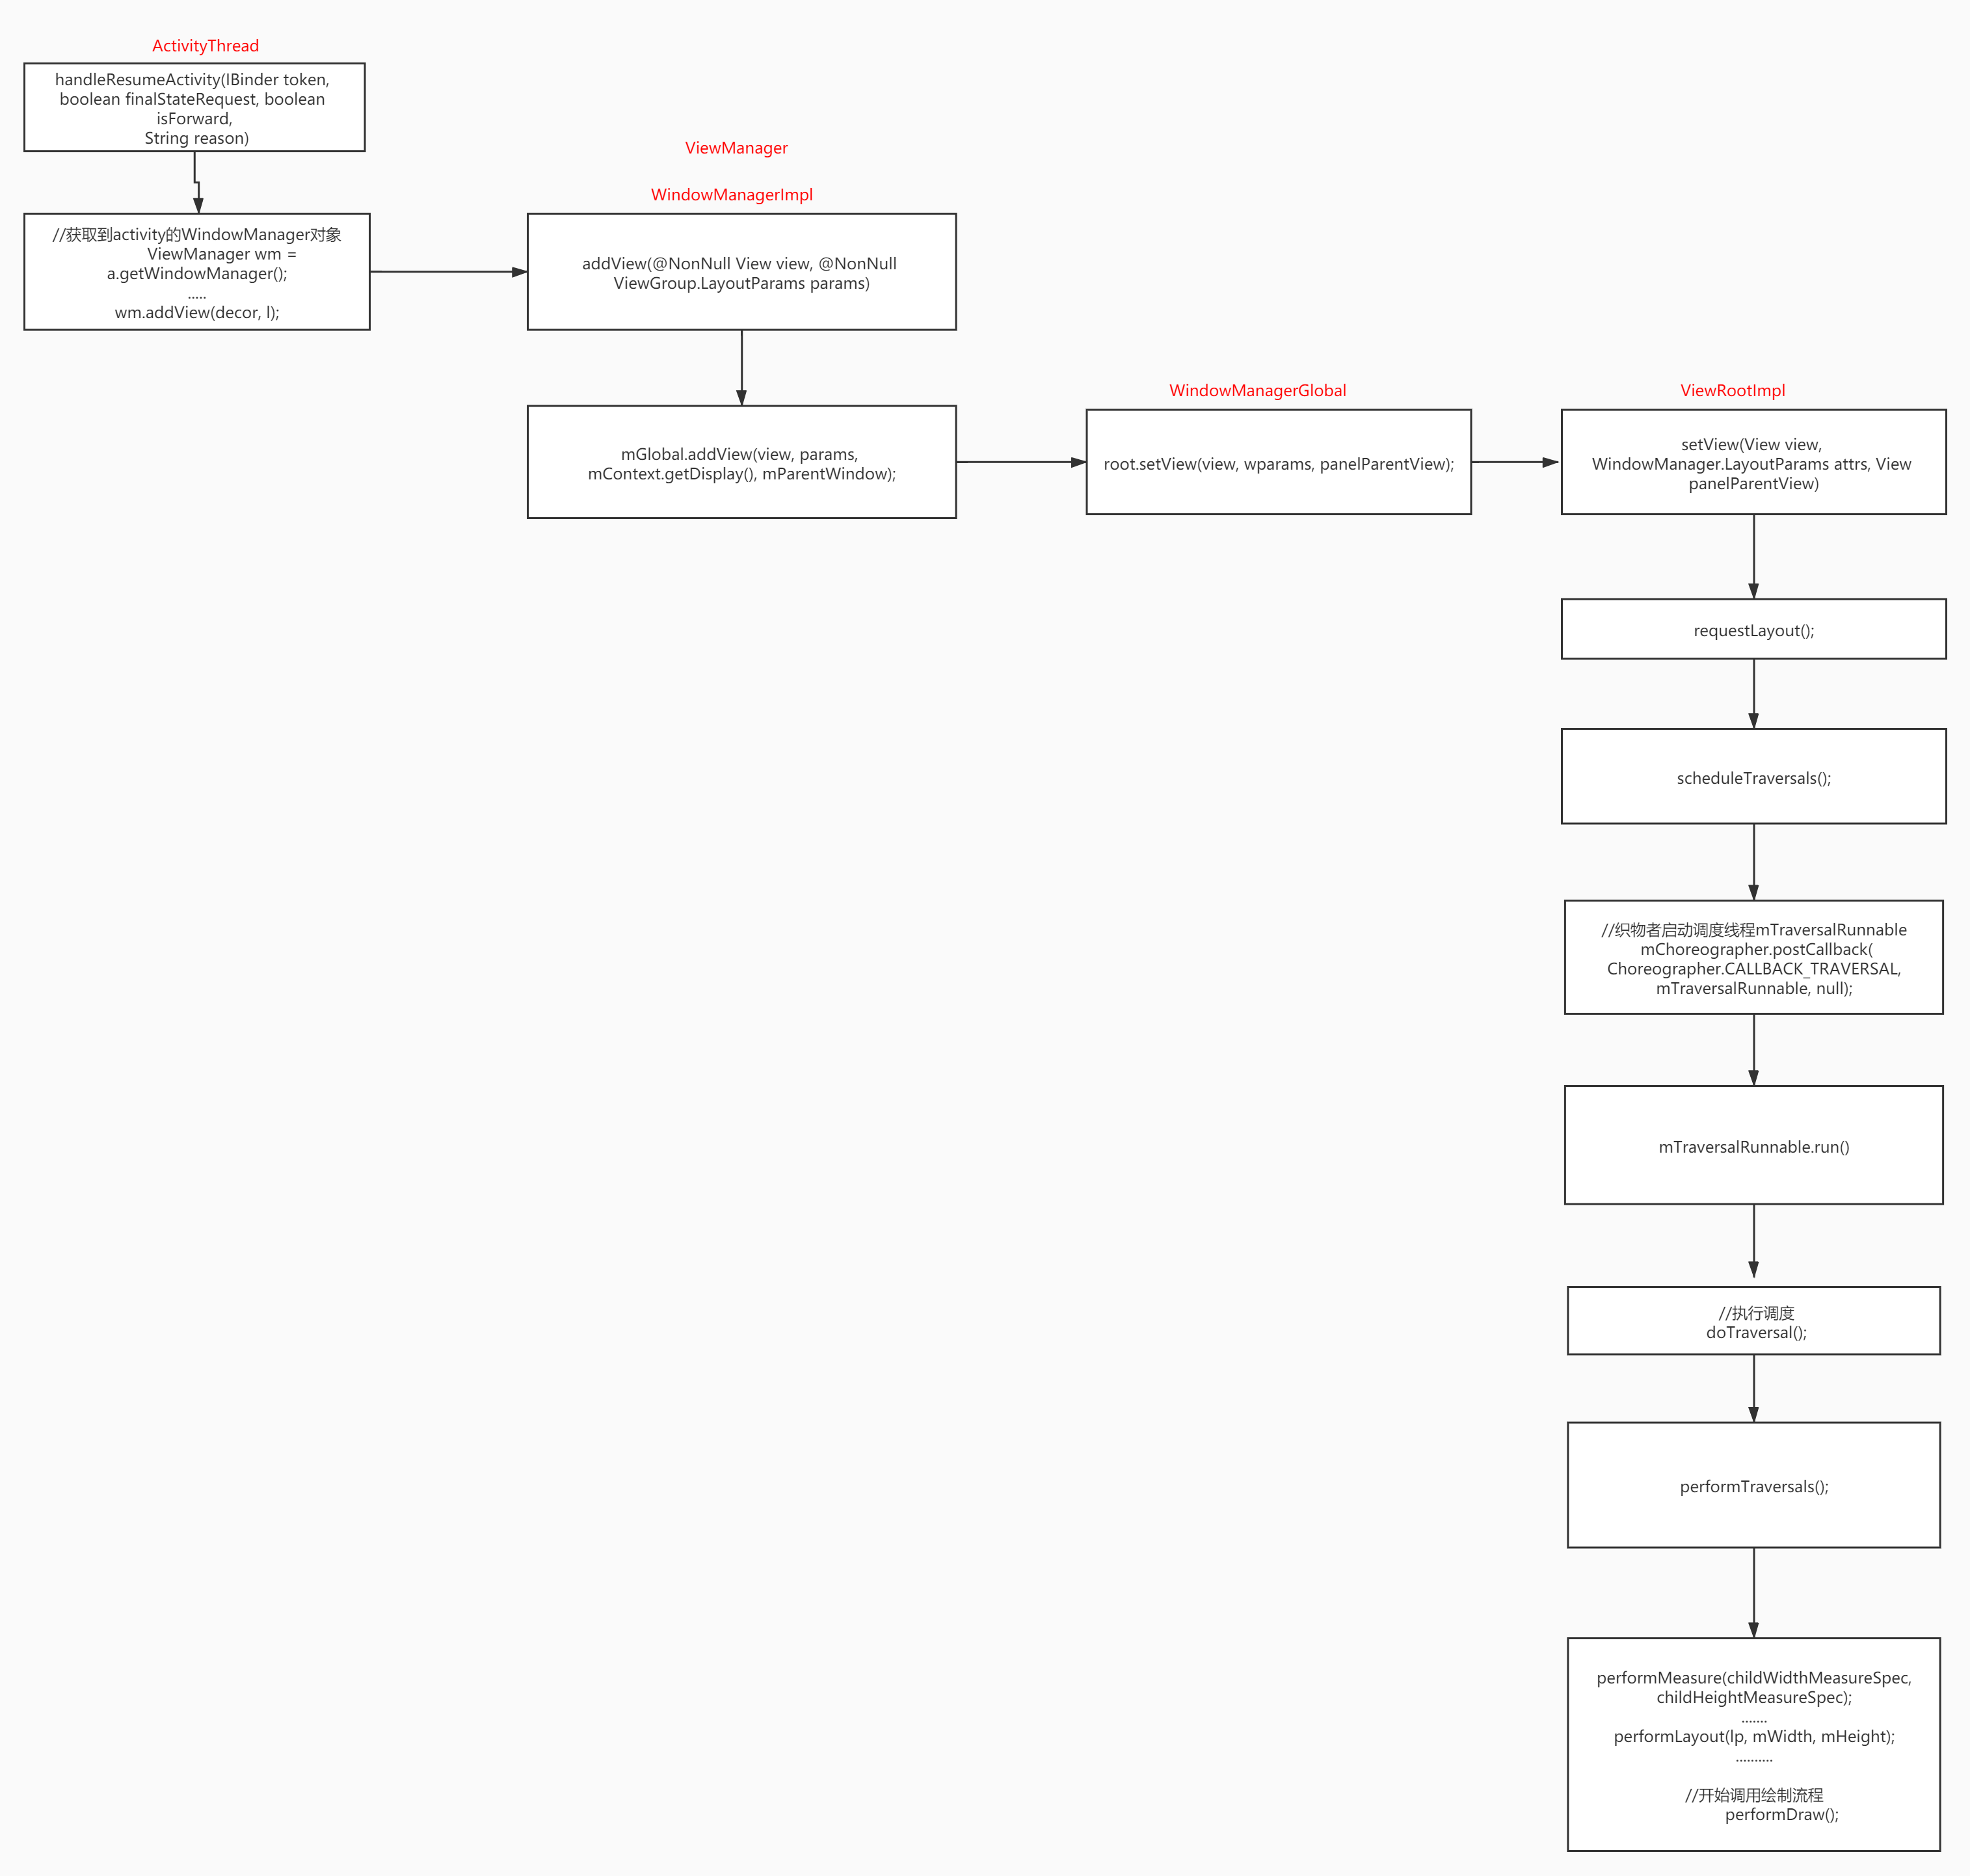 ActivityThread
handleResumeActivity(IBinder token,
boolean finalStateRequest, boolean
isForward,
String reason)
//获取到activity的WindowManager对象
ViewManager wm =
a.getWindowManager();
.....
wm.addView(decor, l);
ViewManager
WindowManagerImpl
addView(@NonNull View view, @NonNull
ViewGroup.LayoutParams params)
mGlobal.addView(view, params,
mContext.getDisplay(), mParentWindow);
WindowManagerGlobal
root.setView(view, wparams, panelParentView);
ViewRootImpl
setView(View view,
WindowManager.LayoutParams attrs, View
panelParentView)
requestLayout();
scheduleTraversals();
//织物者启动调度线程mTraversalRunnable
mChoreographer.postCallback(
Choreographer.CALLBACK_TRAVERSAL,
mTraversalRunnable, null);
mTraversalRunnable.run()
//执行调度
doTraversal();
performTraversals();
performMeasure(childWidthMeasureSpec,
childHeightMeasureSpec);
.......
performLayout(lp, mWidth, mHeight);
..........
//开始调用绘制流程
performDraw();